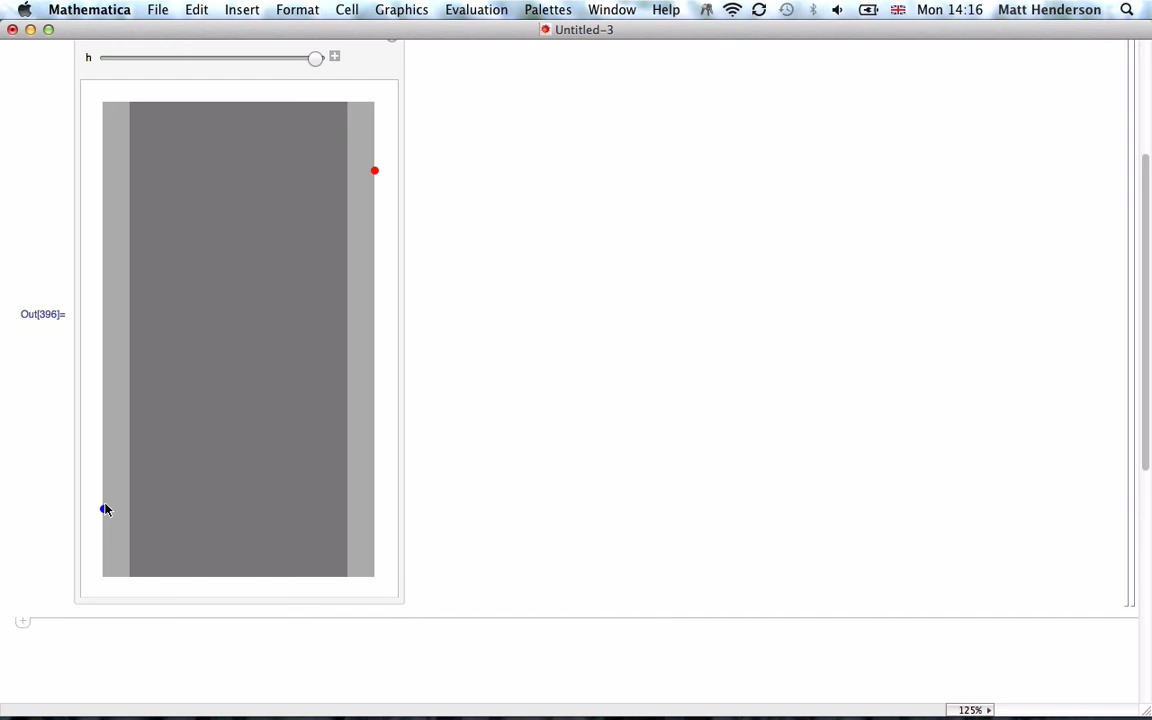 Mathematica File Edit Insert Format Cell Graphics Evaluation Palettes Window Help Mon 14:16 Matt Henderson
Untitled-3
h
Out[396]=
125%